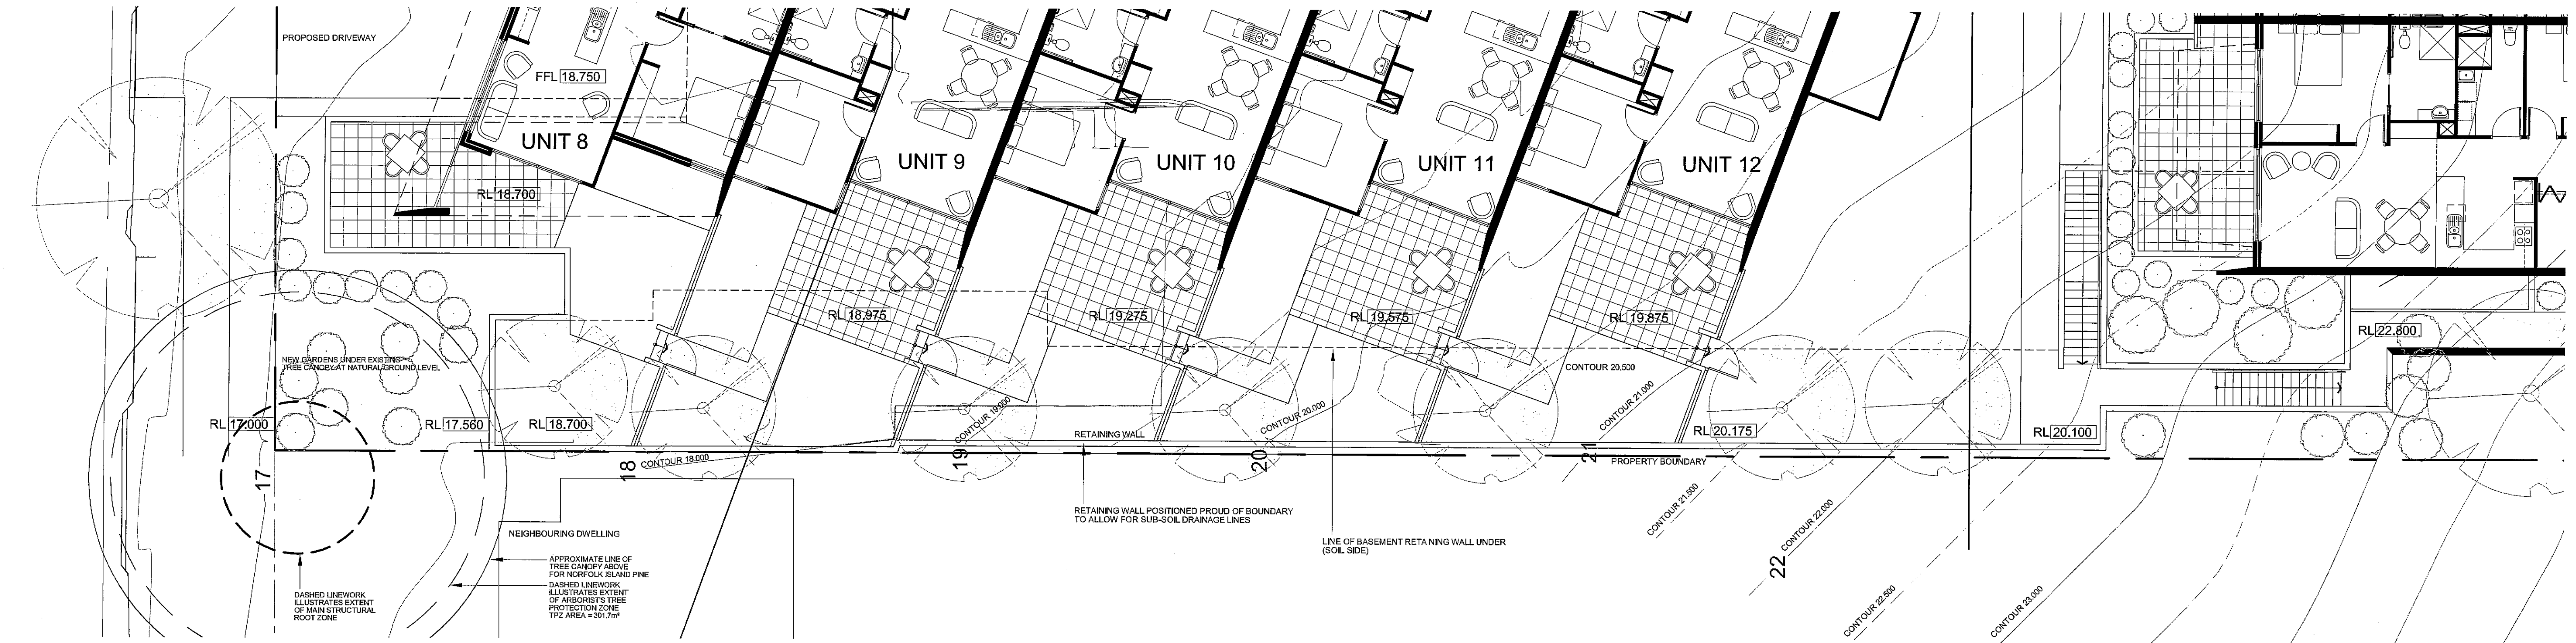 PROPOSED DRIVEWAY
FFL 18.750
UNIT 8
UNIT 9
UNIT 10
UNIT 11
UNIT 12
RL 18.700
RL 18.975
RL 19.275
RL 19.575
RL 19.875
RL 22.800
NEW GARDENS UNDER EXISTING
TREE CANOPY AT NATURAL GROUND LEVEL
CONTOUR 20.500
RL 17.000
RL 17.560
RL 18.700
CONTOUR 19.000
CONTOUR 20.000
CONTOUR 21.000
RETAINING WALL
RL 20.175
RL 20.100
17
18
CONTOUR 18.000
19
20
21
PROPERTY BOUNDARY
RETAINING WALL POSITIONED PROUD OF BOUNDARY
TO ALLOW FOR SUB-SOIL DRAINAGE LINES
CONTOUR 21.500
CONTOUR 22.000
NEIGHBOURING DWELLING
LINE OF BASEMENT RETAINING WALL UNDER
(SOIL SIDE)
APPROXIMATE LINE OF
TREE CANOPY ABOVE
FOR NORFOLK ISLAND PINE
22
DASHED LINEWORK
ILLUSTRATES EXTENT
OF ARBORIST'S TREE
PROTECTION ZONE
TPZ AREA = 301.7m²
DASHED LINEWORK
ILLUSTRATES EXTENT
OF MAIN STRUCTURAL
ROOT ZONE
CONTOUR 22.500
CONTOUR 23.000